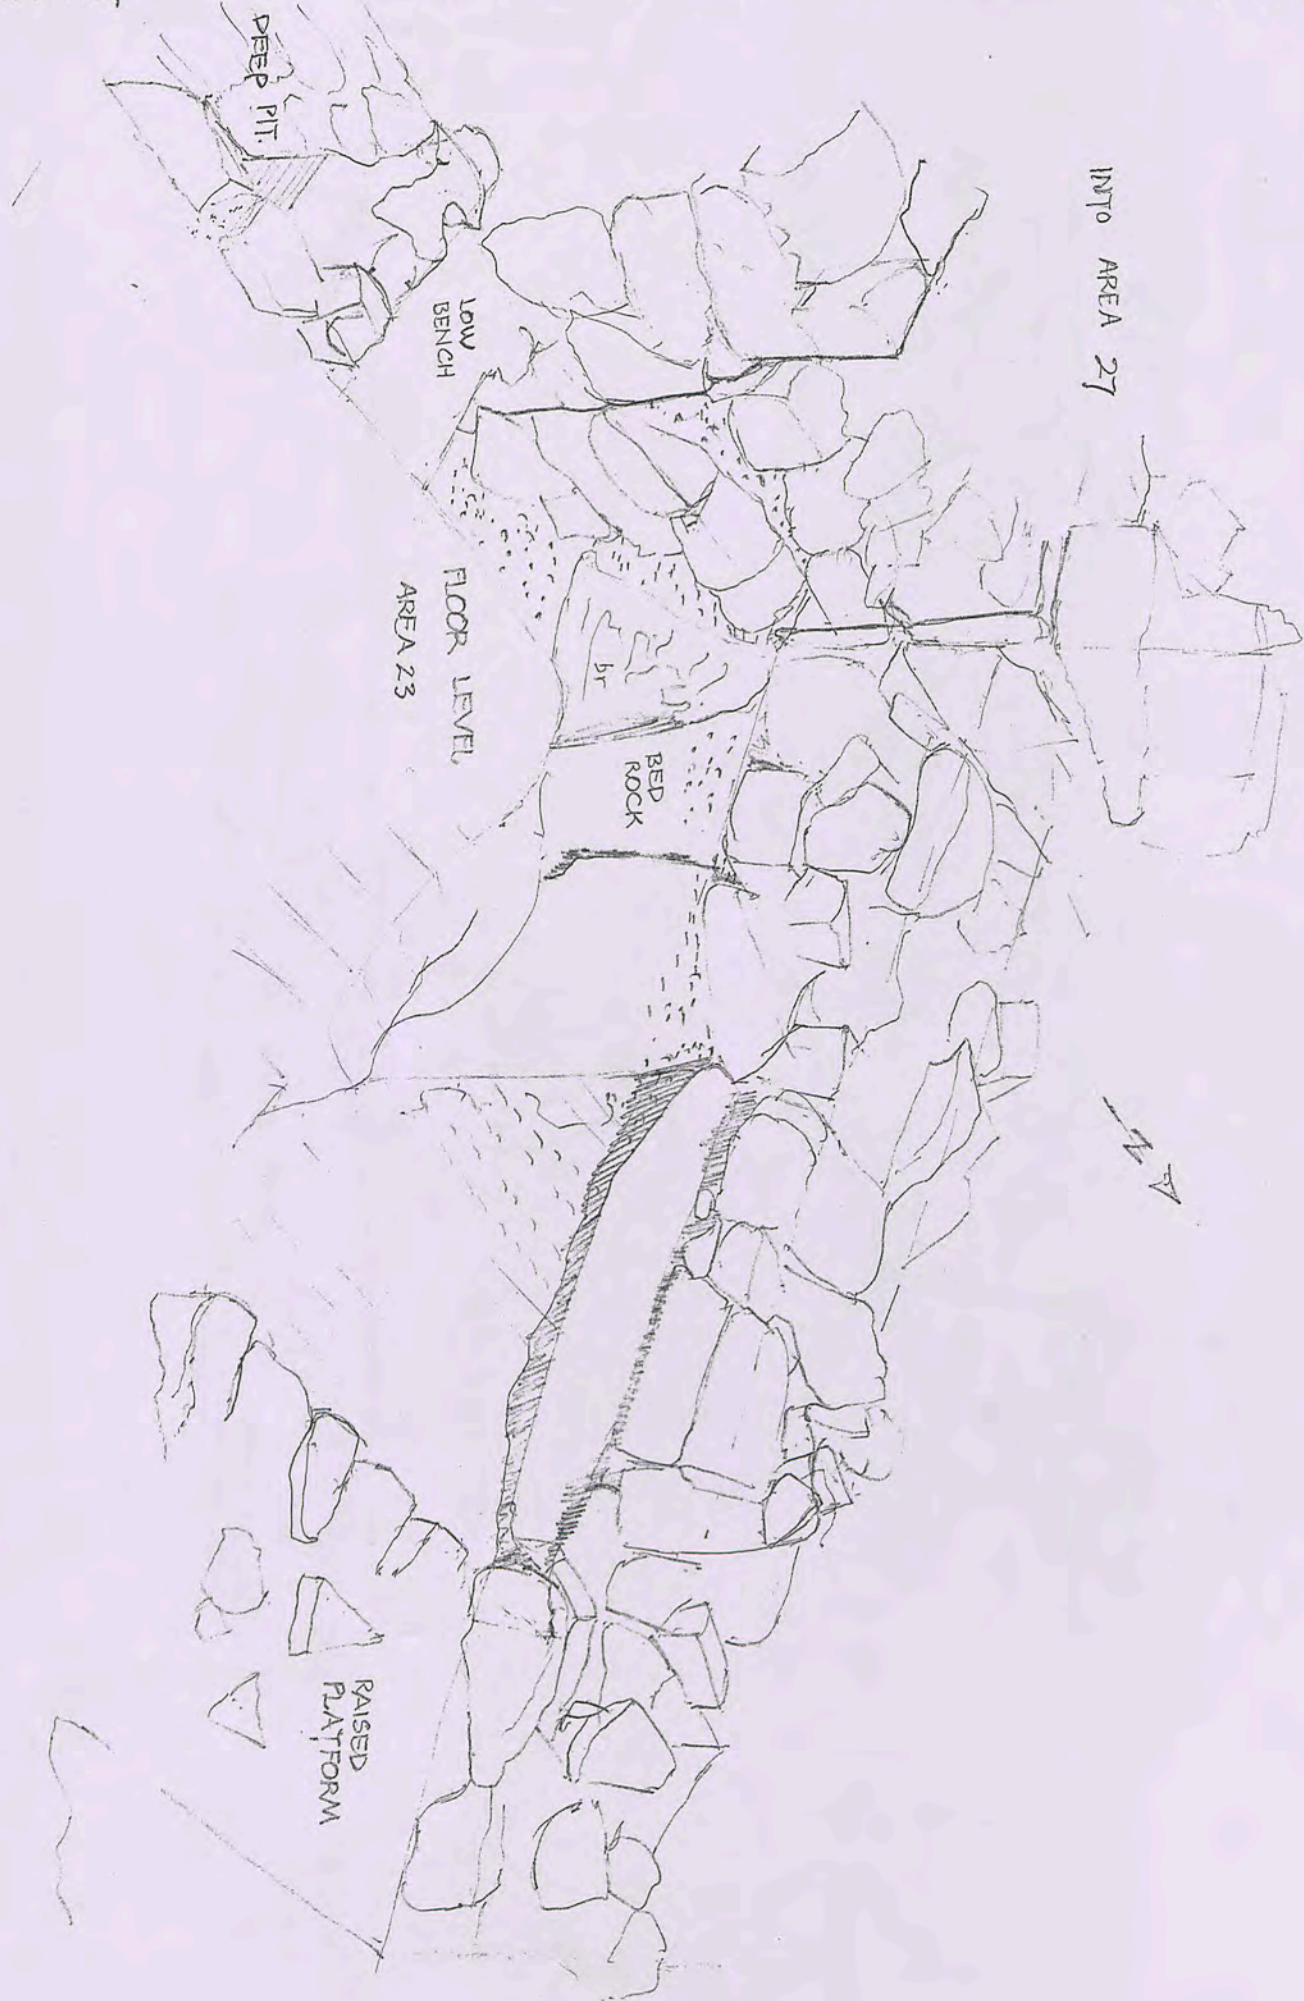 INTO AREA 27
DEEP PIT.
LOW
BENCH
BED
ROCK
br
FLOOR LEVEL
AREA 23
RAISED
PLATFORM
N